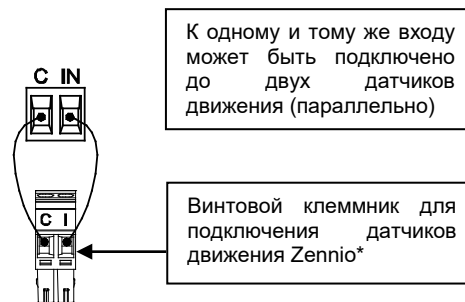 К одному и тому же входу
может быть подключено
до двух датчиков
движения (параллельно)
C IN
C I
Винтовой клеммник для
подключения датчиков
движения Zennio*